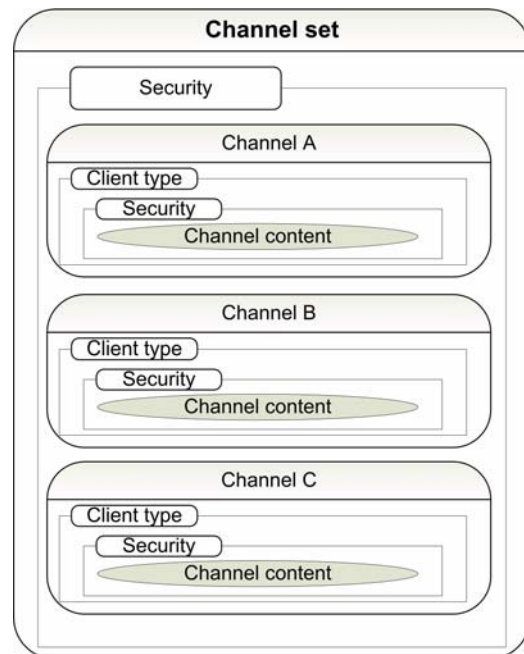 Channel set
Security
Channel A
Client type
Security
Channel content
Channel B
Client type
Security
Channel content
Channel C
Client type
Security
Channel content